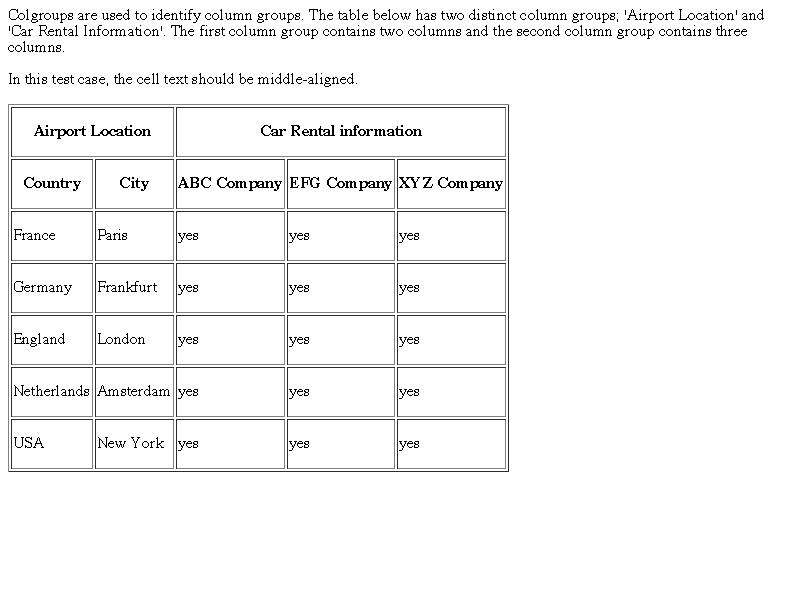 Colgroups are used to identify column groups. The table below has two distinct column groups; 'Airport Location' and
'Car Rental Information'. The first column group contains two columns and the second column group contains three
columns.
In this test case, the cell text should be middle-aligned.
Airport Location Car Rental information
Country City ABC Company EFG Company XYZ Company
France Paris yes yes yes
Germany Frankfurt yes yes yes
England London yes yes yes
Netherlands Amsterdam yes yes yes
USA New York yes yes yes